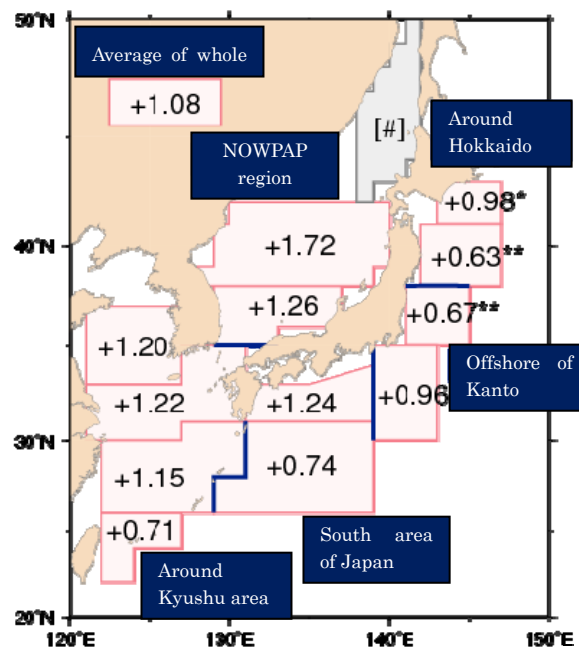 50°N
Average of whole
+1.08
[#]
Around
Hokkaido
NOWPAP
region
+0.98*
40°N
+1.72
+0.63**
+1.26
+0.67**
+1.20
Offshore of
Kanto
+1.22
+1.24
+0.96
30°N
+1.15
+0.74
+0.71
South area
of Japan
Around
Kyushu area
20°N
120°E
130°E
140°E
150°E